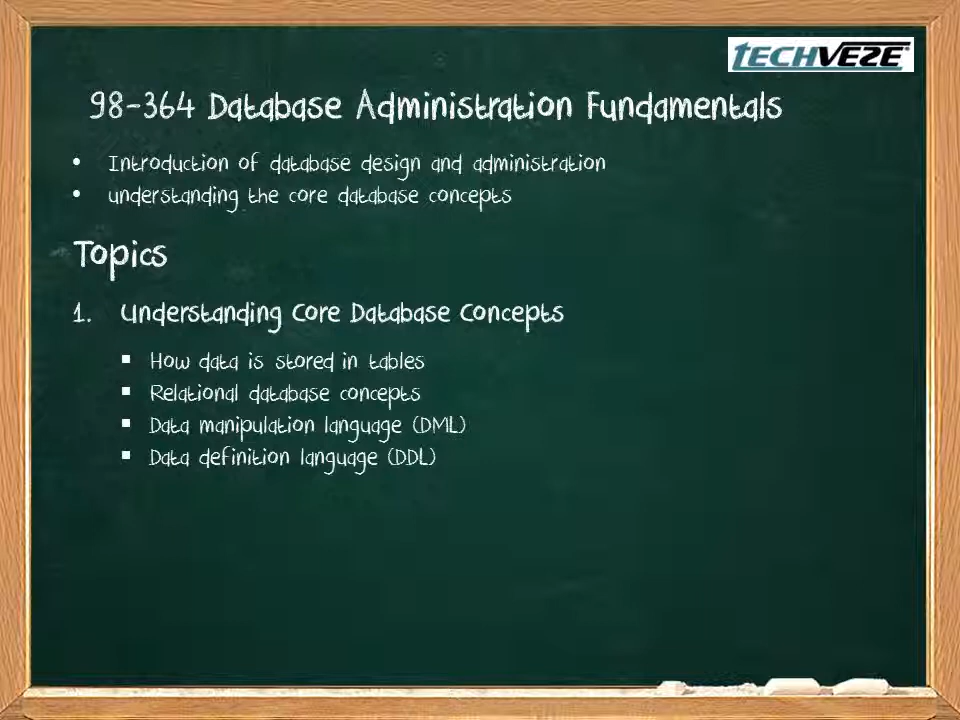 TECHVEZE
98-364 Database Administration Fundamentals
• Introduction of database design and administration
• understanding the core database concepts
Topics
1. Understanding Core Database Concepts
▪ How data is stored in tables
▪ Relational database concepts
▪ Data manipulation language (DML)
▪ Data definition language (DDL)